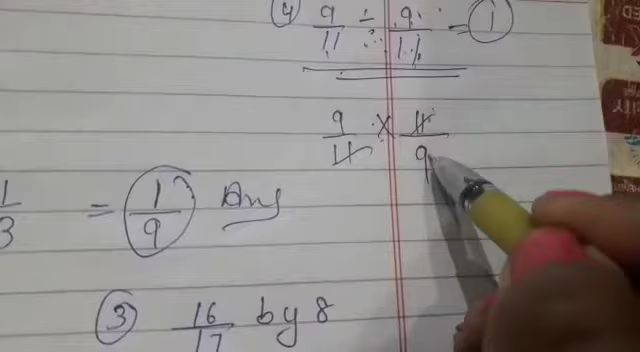 (4) 9/11 ÷ 9/11 = 1
9/11 × 11/9
1/3 = 1/9 Ans
(3) 16/17 by 8